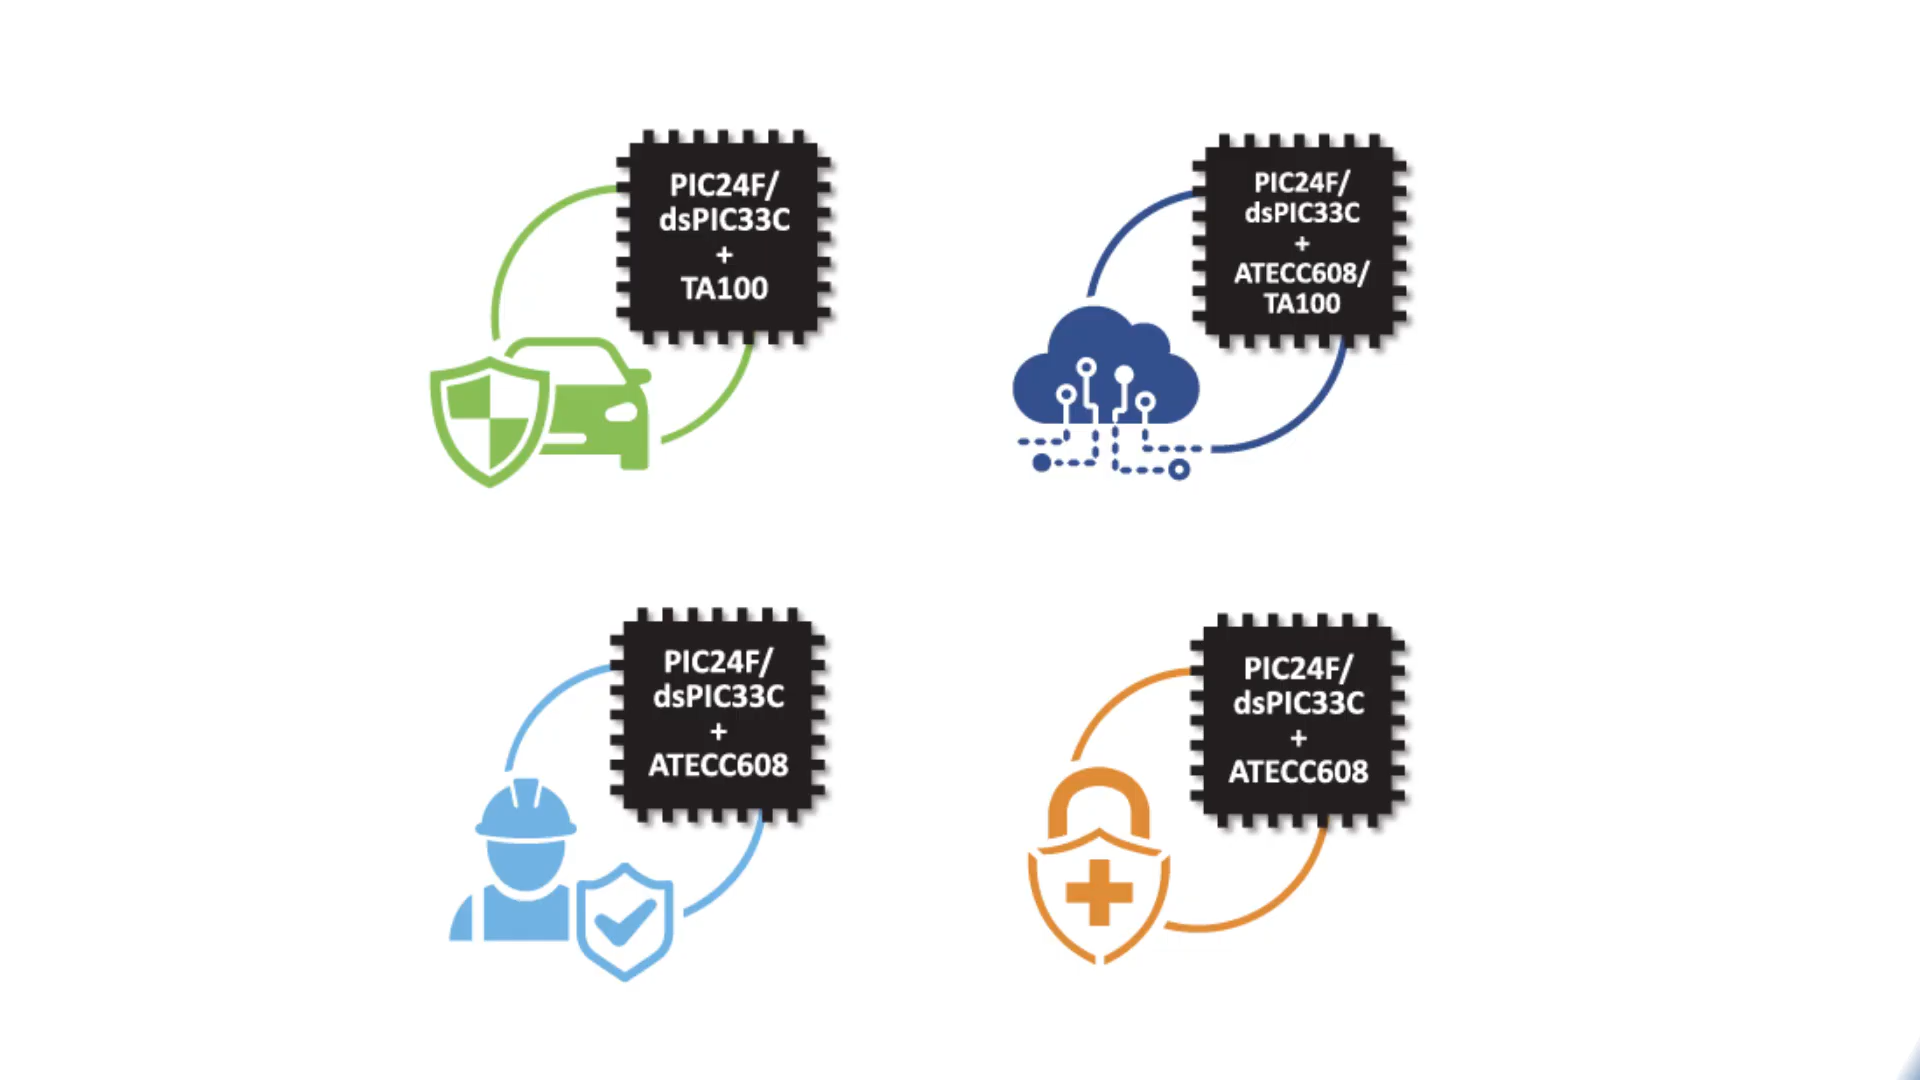 PIC24F/
dsPIC33C
+
TA100
PIC24F/
dsPIC33C
+
ATECC608/
TA100
PIC24F/
dsPIC33C
+
ATECC608
PIC24F/
dsPIC33C
+
ATECC608